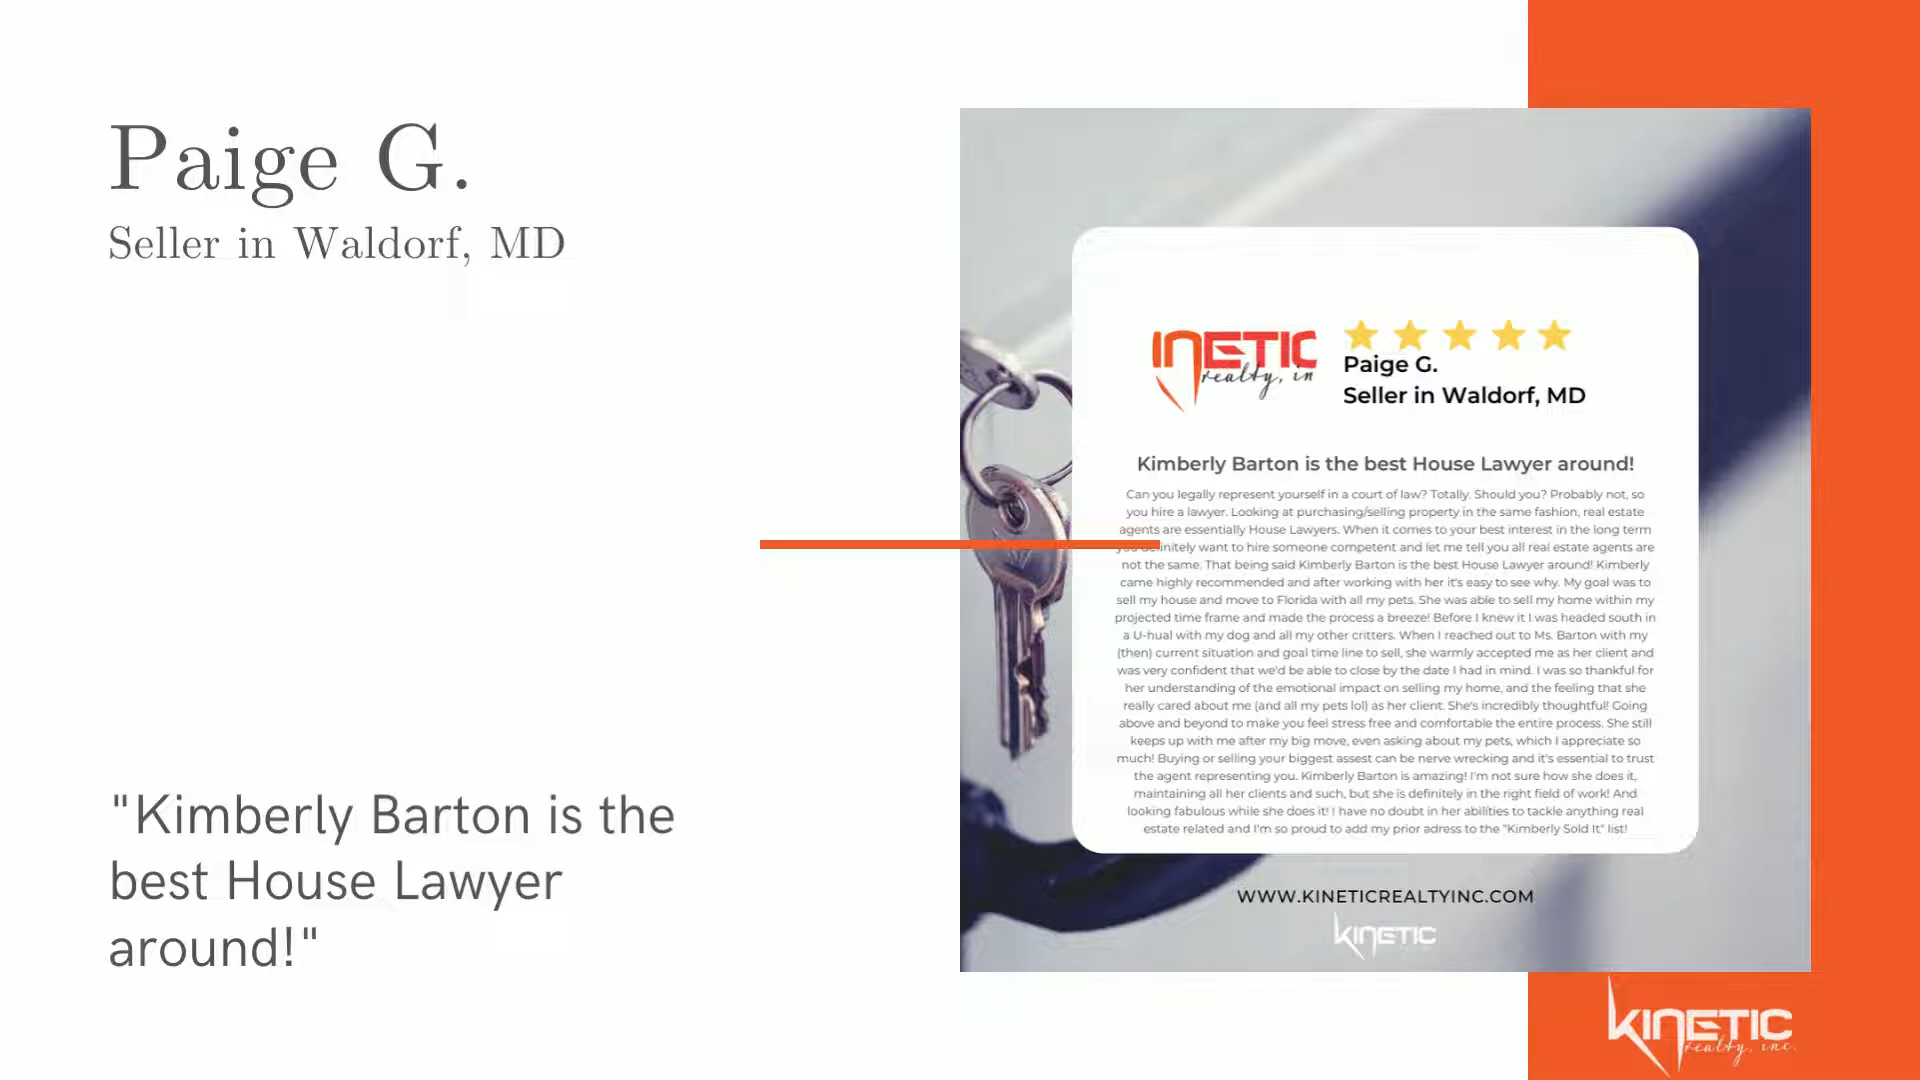 Paige G.
Seller in Waldorf, MD
"Kimberly Barton is the
best House Lawyer
around!"
INETIC
realty, in
Paige G.
Seller in Waldorf, MD
Kimberly Barton is the best House Lawyer around!
Can you legally represent yourself in a court of law? Totally. Should you? Probably not, so
you hire a lawyer. Looking at purchasing/selling property in the same fashion, real estate
agents are essentially House Lawyers. When it comes to your best interest in the long term
you definitely want to hire someone competent and let me tell you all real estate agents are
not the same. That being said Kimberly Barton is the best House Lawyer around! Kimberly
came highly recommended and after working with her it's easy to see why. My goal was to
sell my house and move to Florida with all my pets. She was able to sell my home within my
projected time frame and made the process a breeze! Before I knew it I was headed south in
a U-hual with my dog and all my other critters. When I reached out to Ms. Barton with my
(then) current situation and goal time line to sell, she warmly accepted me as her client and
was very confident that we'd be able to close by the date I had in mind. I was so thankful for
her understanding of the emotional impact on selling my home, and the feeling that she
really cared about me (and all my pets lol) as her client. She's incredibly thoughtful! Going
above and beyond to make you feel stress free and comfortable the entire process. She still
keeps up with me after my big move, even asking about my pets, which I appreciate so
much! Buying or selling your biggest assest can be nerve wrecking and it's essential to trust
the agent representing you. Kimberly Barton is amazing! I'm not sure how she does it,
maintaining all her clients and such, but she is definitely in the right field of work! And
looking fabulous while she does it! I have no doubt in her abilities to tackle anything real
estate related and I'm so proud to add my prior adress to the "Kimberly Sold It" list!
WWW.KINETICREALTYINC.COM
KINETIC
KINETIC
realty, inc.